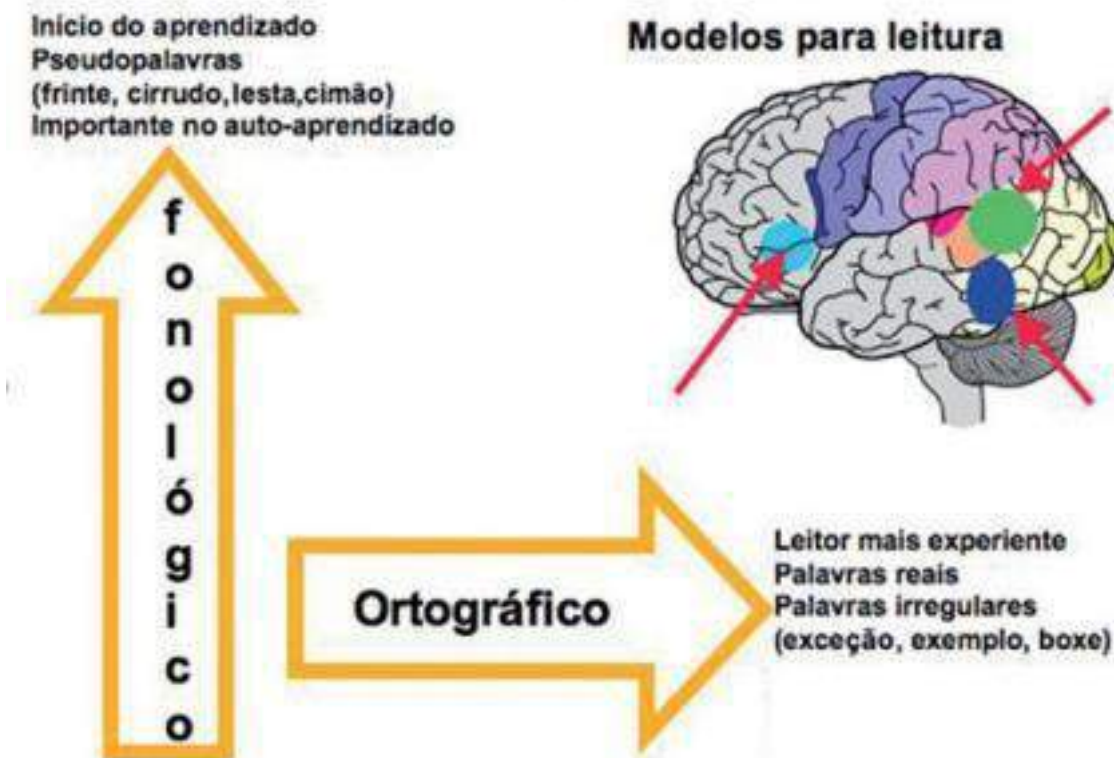 Início do aprendizado
Pseudopalavras
(frinte, cirrudo,lesta,cimão)
Importante no auto-aprendizado
Modelos para leitura
fonológico
Ortográfico
Leitor mais experiente
Palavras reais
Palavras irregulares
(exceção, exemplo, boxe)